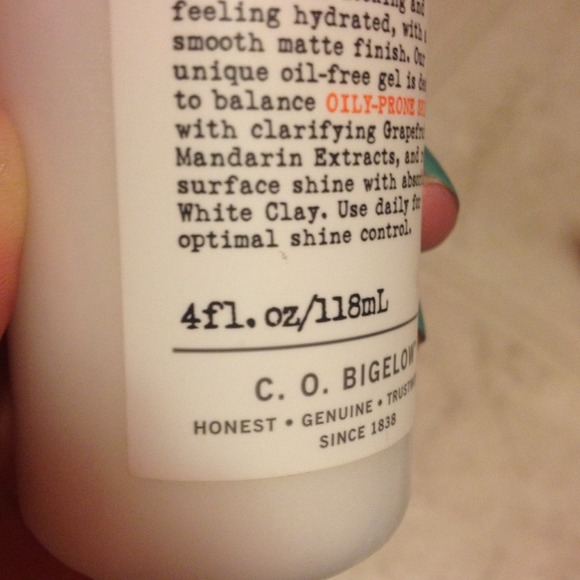 and
feeling hydrated, with
smooth matte finish. Our
unique oil-free gel is
to balance OILY-PRONE
with clarifying
Mandarin Extracts, and
surface shine with
White Clay. Use daily for
optimal shine control.
4fl.oz/118mL
C. O. BIGELOW
HONEST • GENUINE •
SINCE 1838